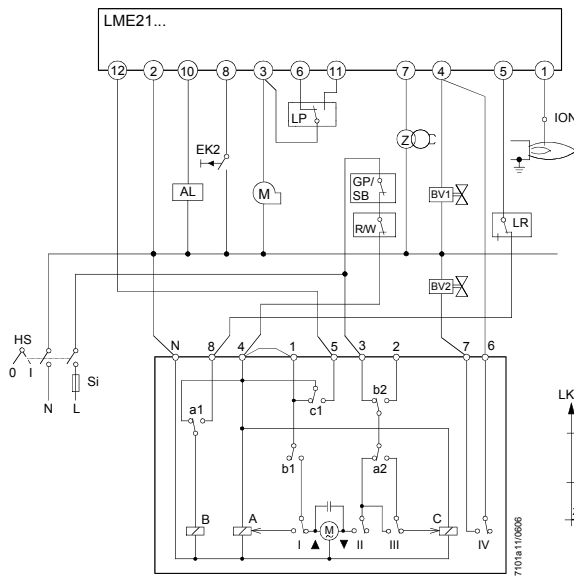 LME21...
12 2 10 8 3 6 11 7 4 5 1
LP
ION
EK2
Z
GP/
SB
AL
M
BV1
R/W
LR
BV2
HS
0 I
Si
N L
N 8 4 1 5 3 2 7 6
LK
a1
c1
b2
b1
a2
B A I M ~ II III C IV
7101a11/0606